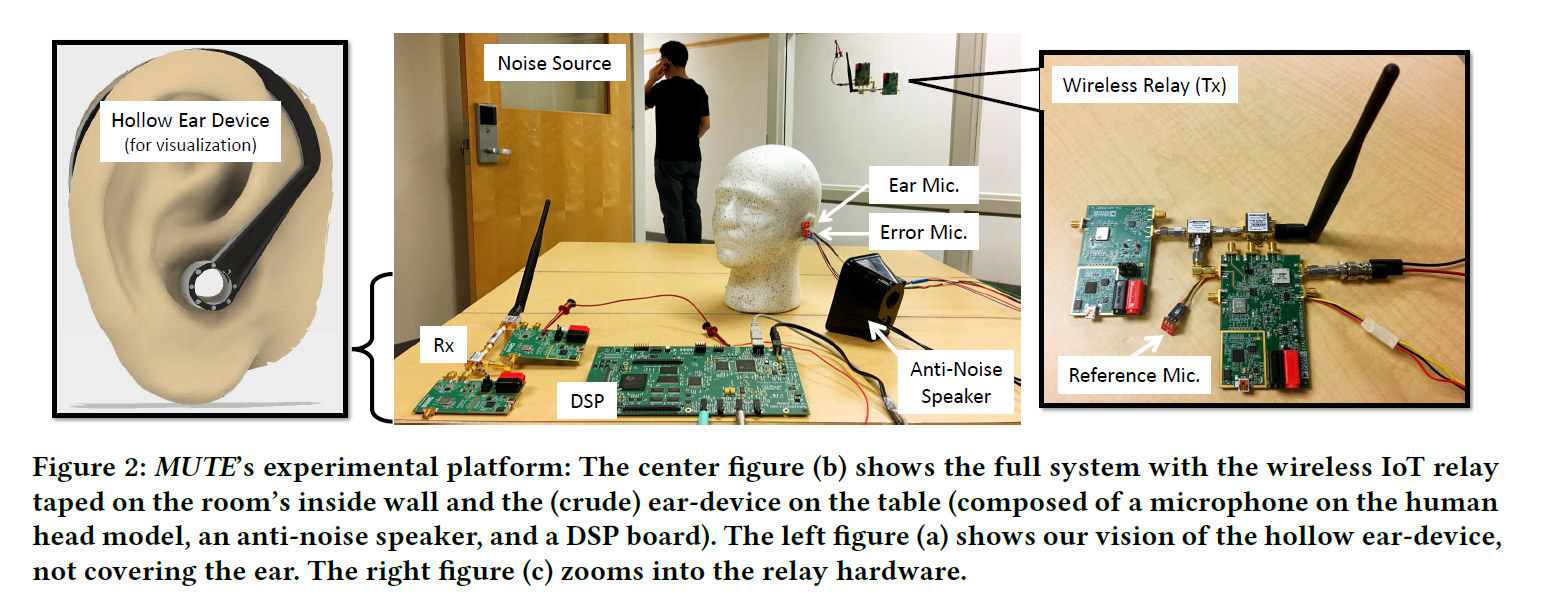 Hollow Ear Device
(for visualization)
Noise Source
Ear Mic.
Error Mic.
Rx
DSP
Anti-Noise
Speaker
Wireless Relay (Tx)
Reference Mic.
Figure 2: MUTE's experimental platform: The center figure (b) shows the full system with the wireless IoT relay
taped on the room's inside wall and the (crude) ear-device on the table (composed of a microphone on the human
head model, an anti-noise speaker, and a DSP board). The left figure (a) shows our vision of the hollow ear-device,
not covering the ear. The right figure (c) zooms into the relay hardware.